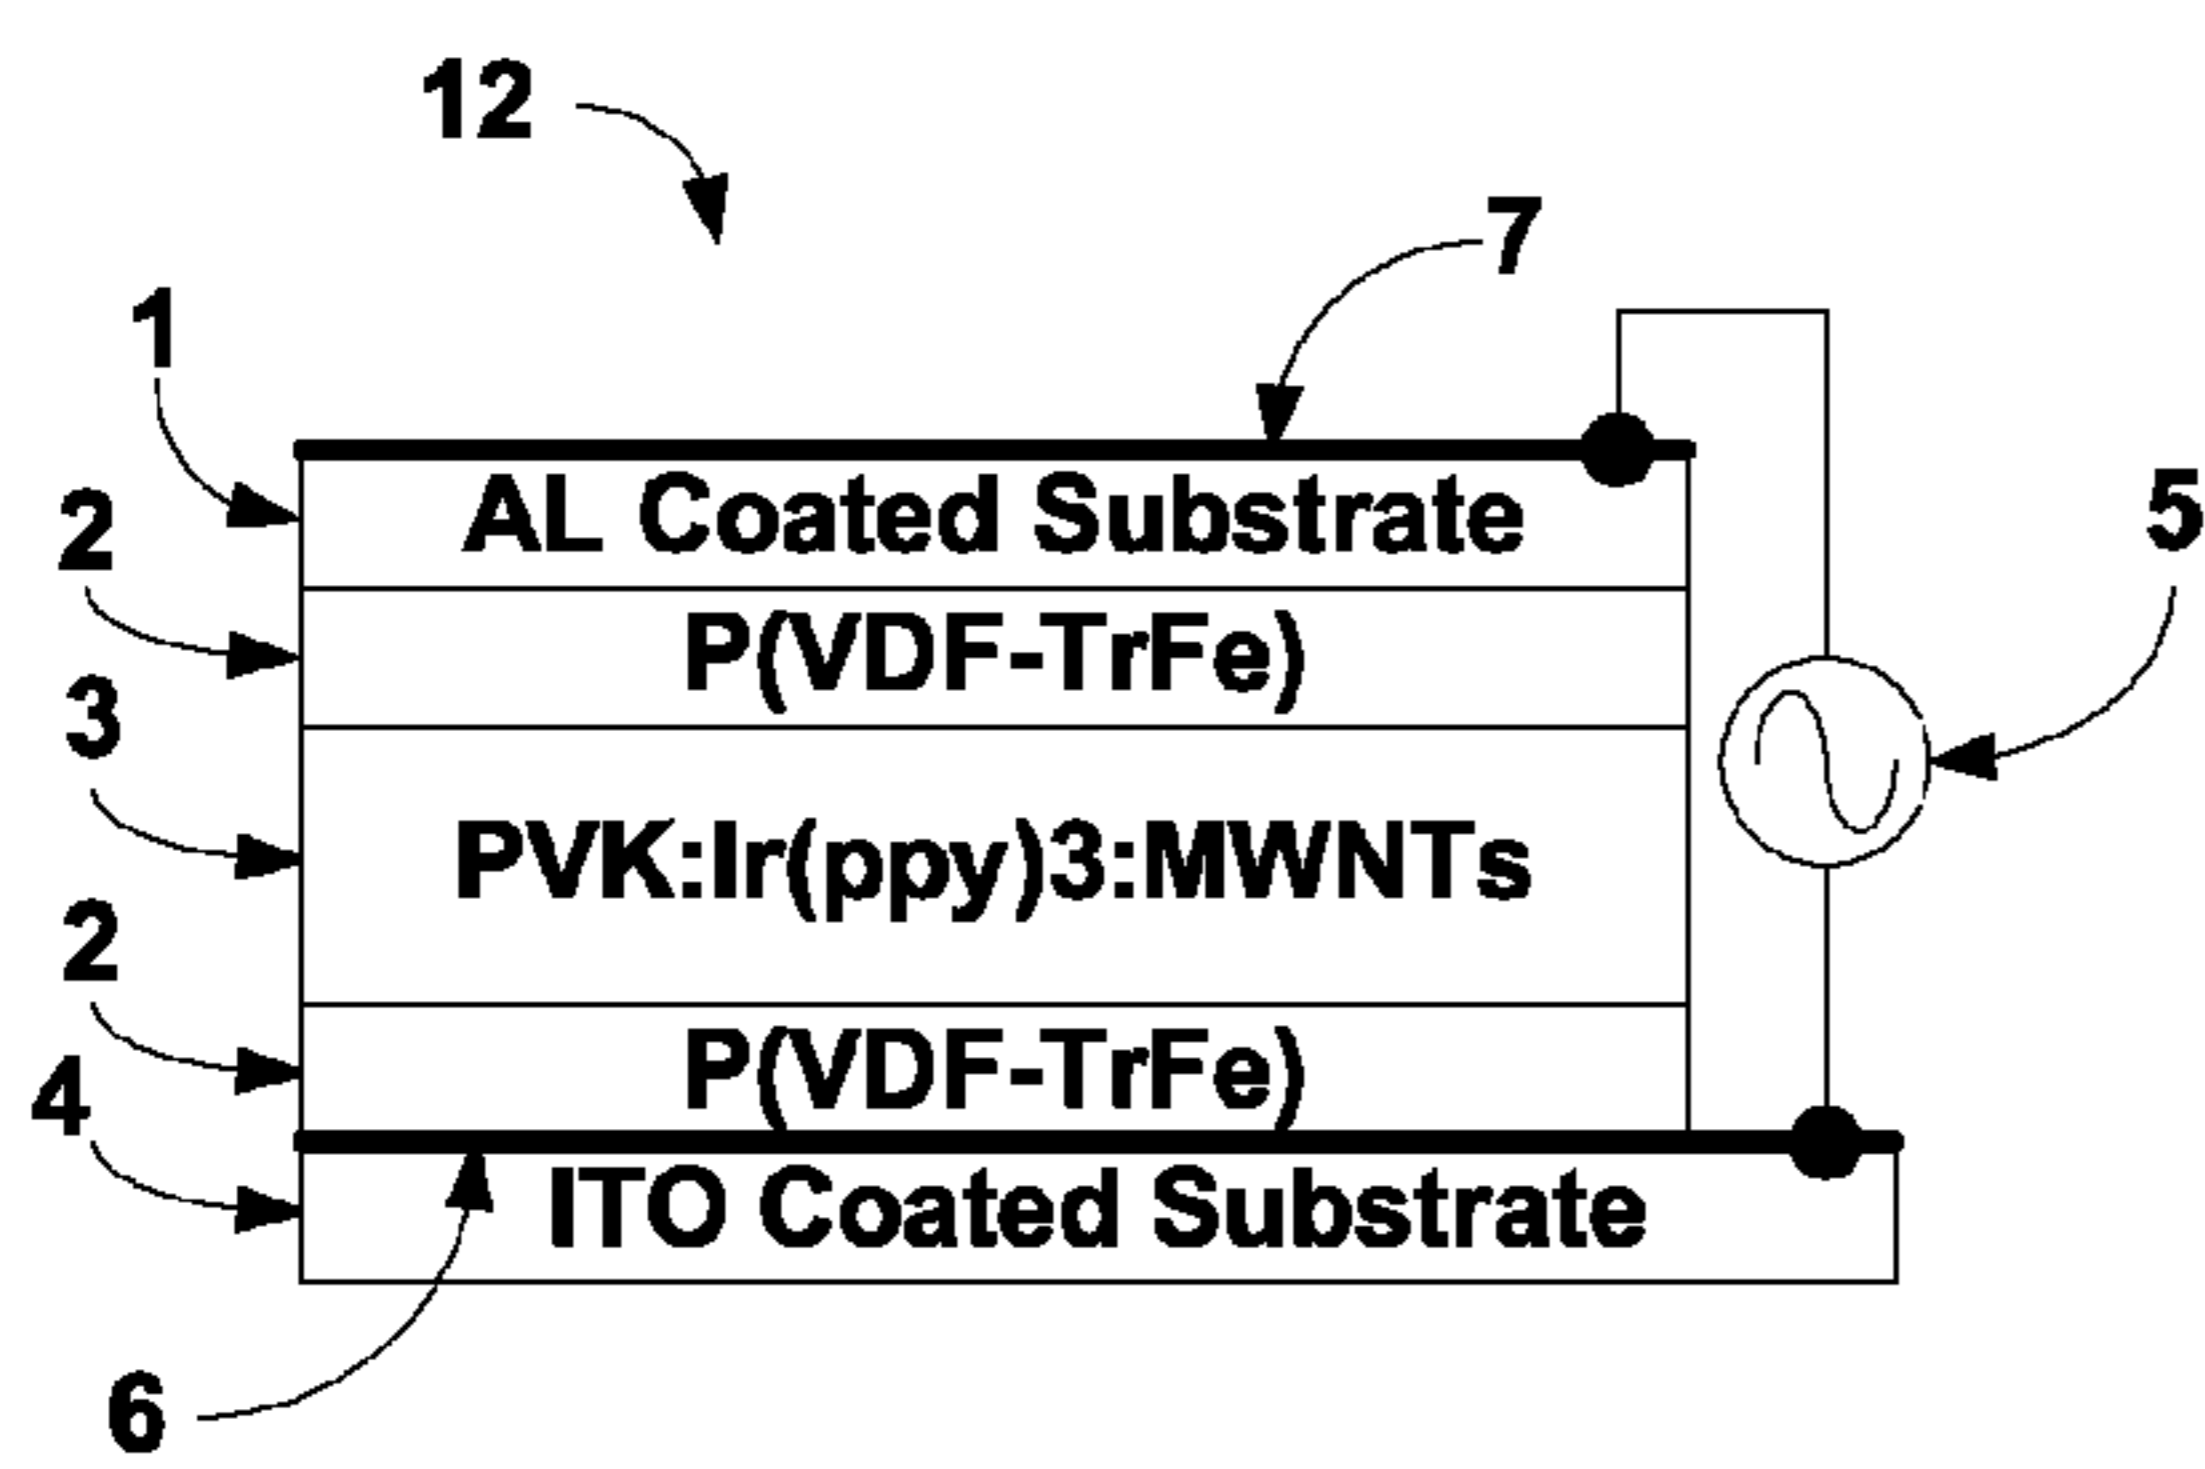 12
7
1
AL Coated Substrate
2
5
P(VDF-TrFe)
3
PVK:Ir(ppy)3:MWNTs
2
P(VDF-TrFe)
4
ITO Coated Substrate
6